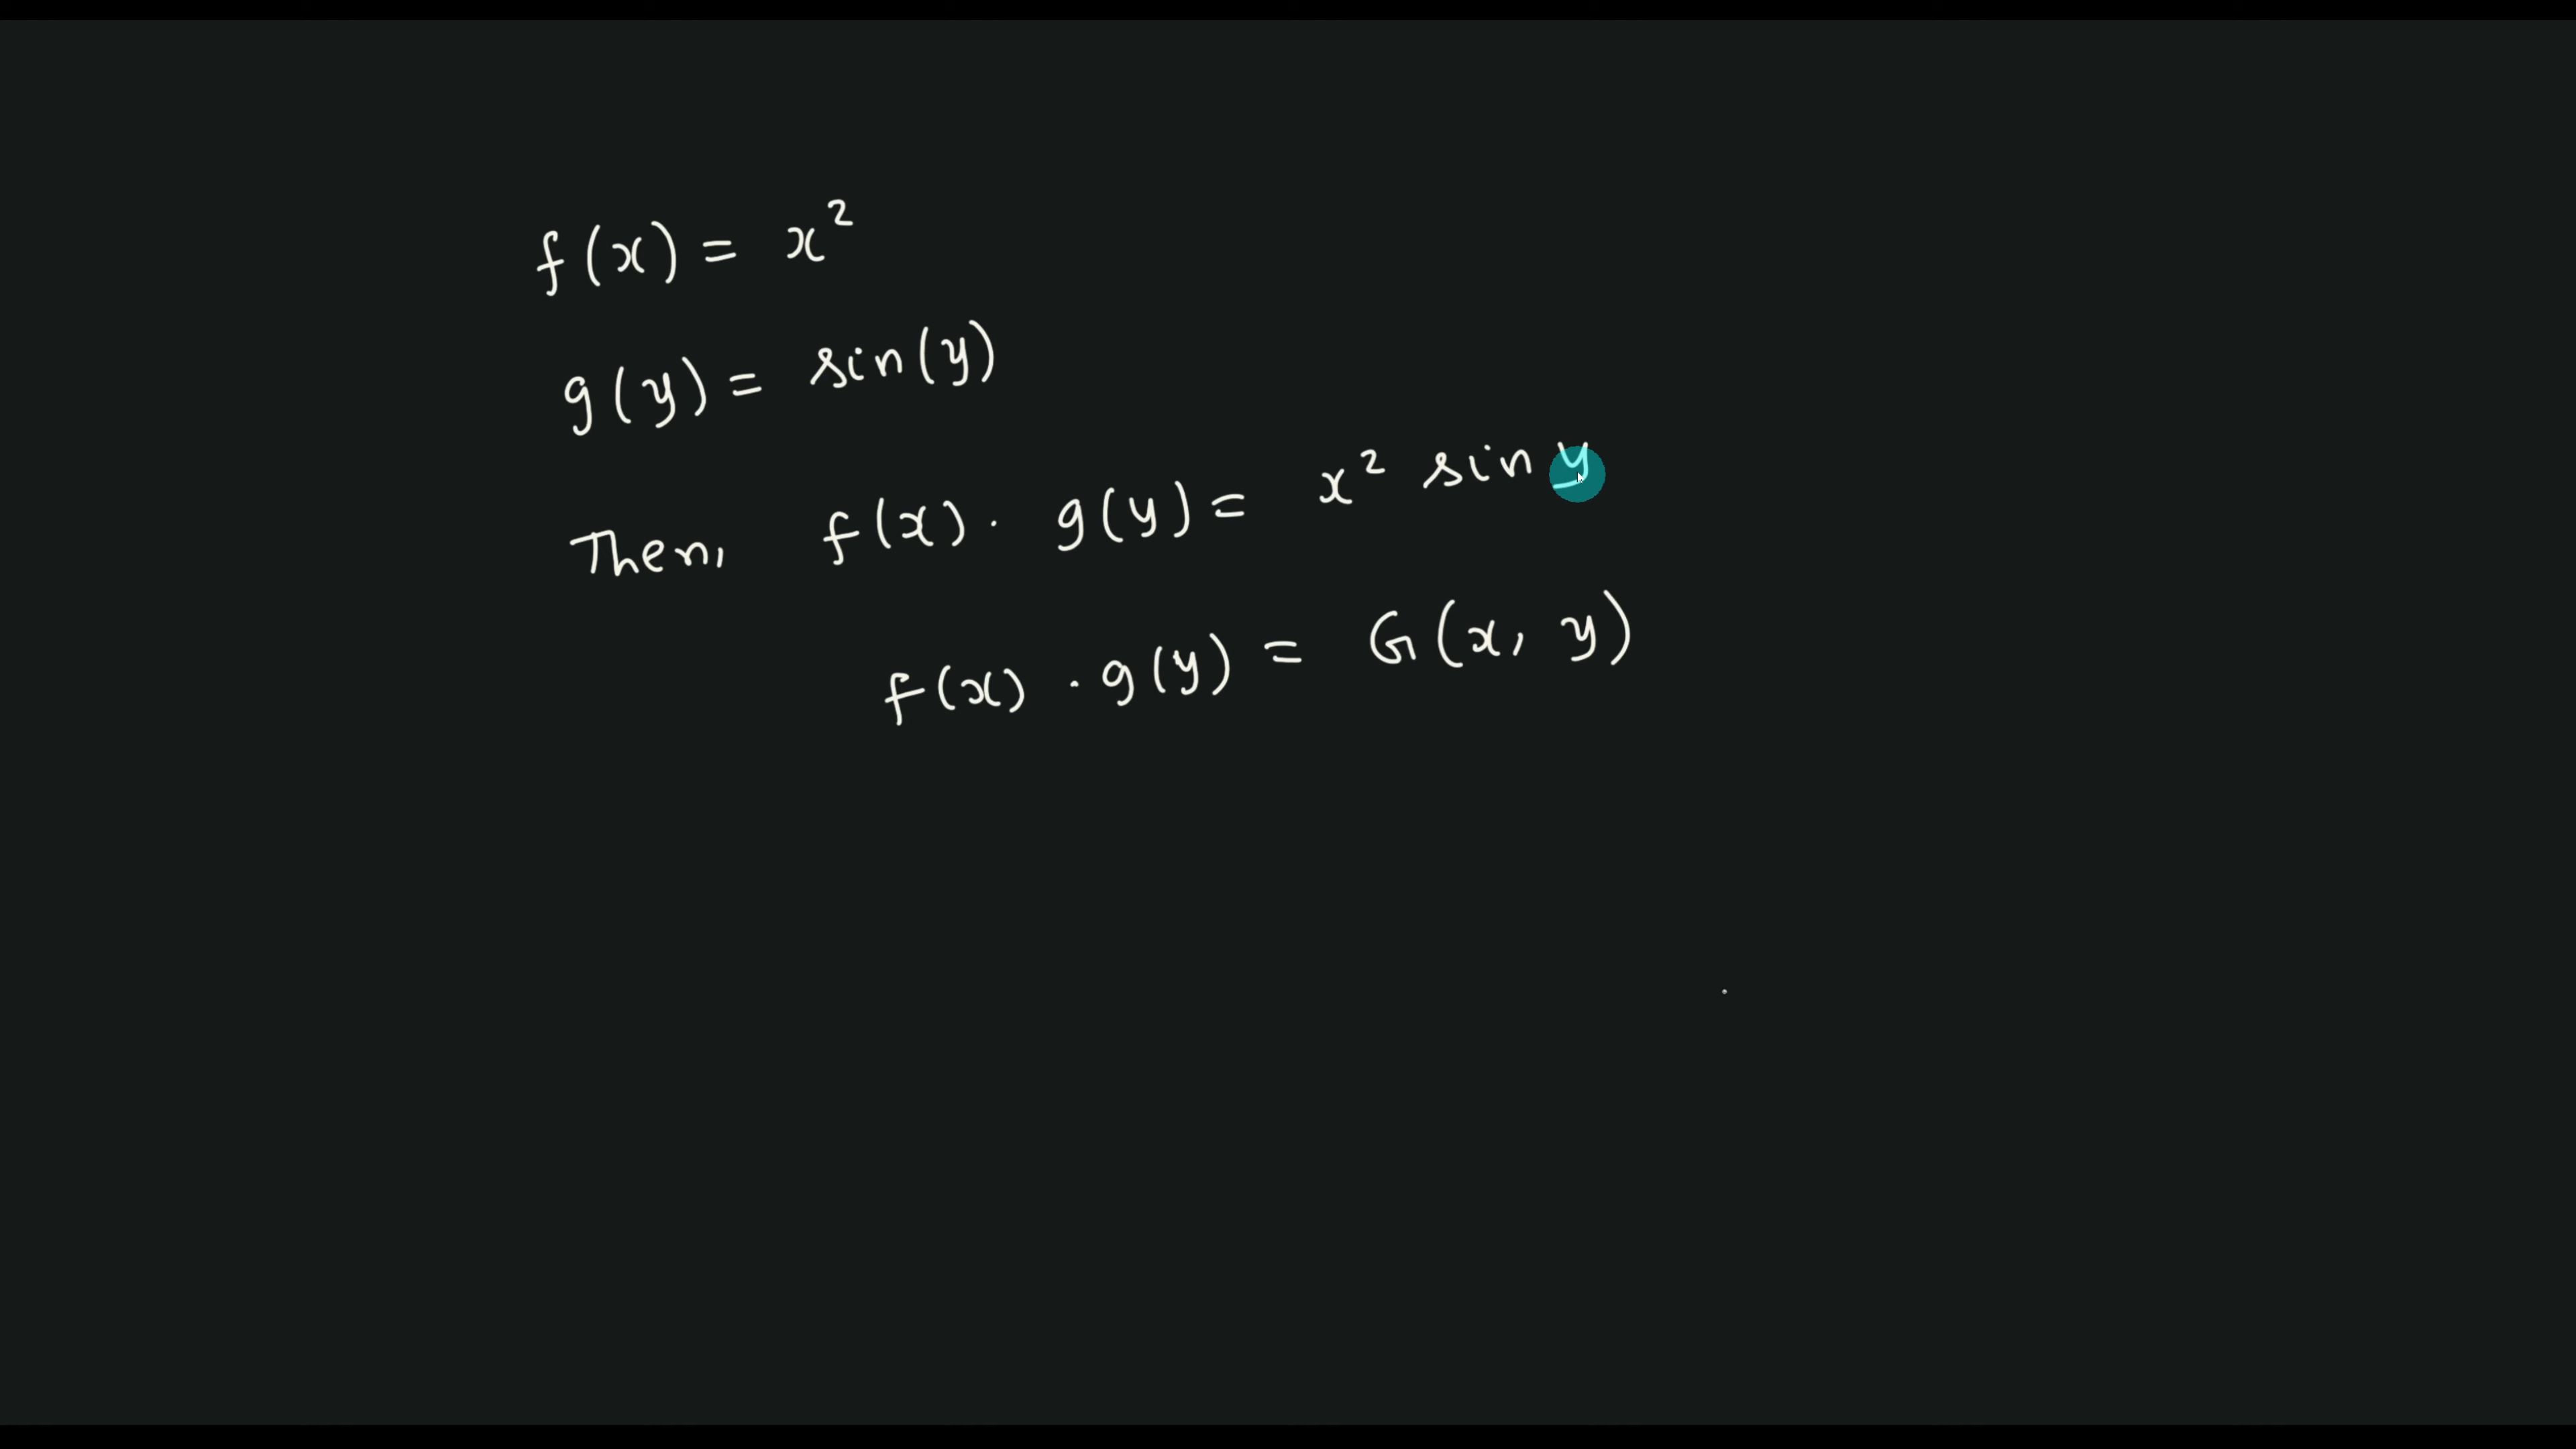 f(x) = x²
g(y) = sin(y)
Then, f(x) · g(y) = x² sin y
f(x) · g(y) = G(x, y)